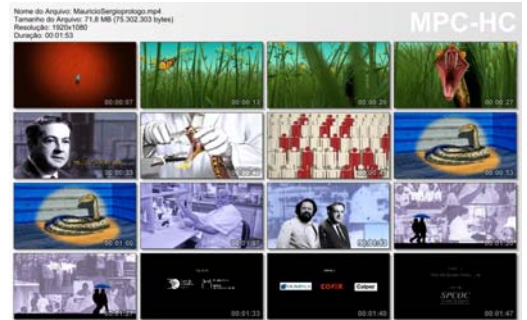 Nome do Arquivo: MauricioSergioprologo.mp4
Tamanho do Arquivo: 71,8 MB (75.302.303 bytes)
Resolução: 1920x1080
Duração: 00:01:53
MPC-HC
00:00:07
00:00:13
00:00:20
00:00:27
00:00:33
00:00:40
00:00:47
00:00:53
00:01:00
00:01:07
00:01:13
00:01:20
00:01:27
00:01:33
00:01:40
00:01:47
EOFIX
SPCOC